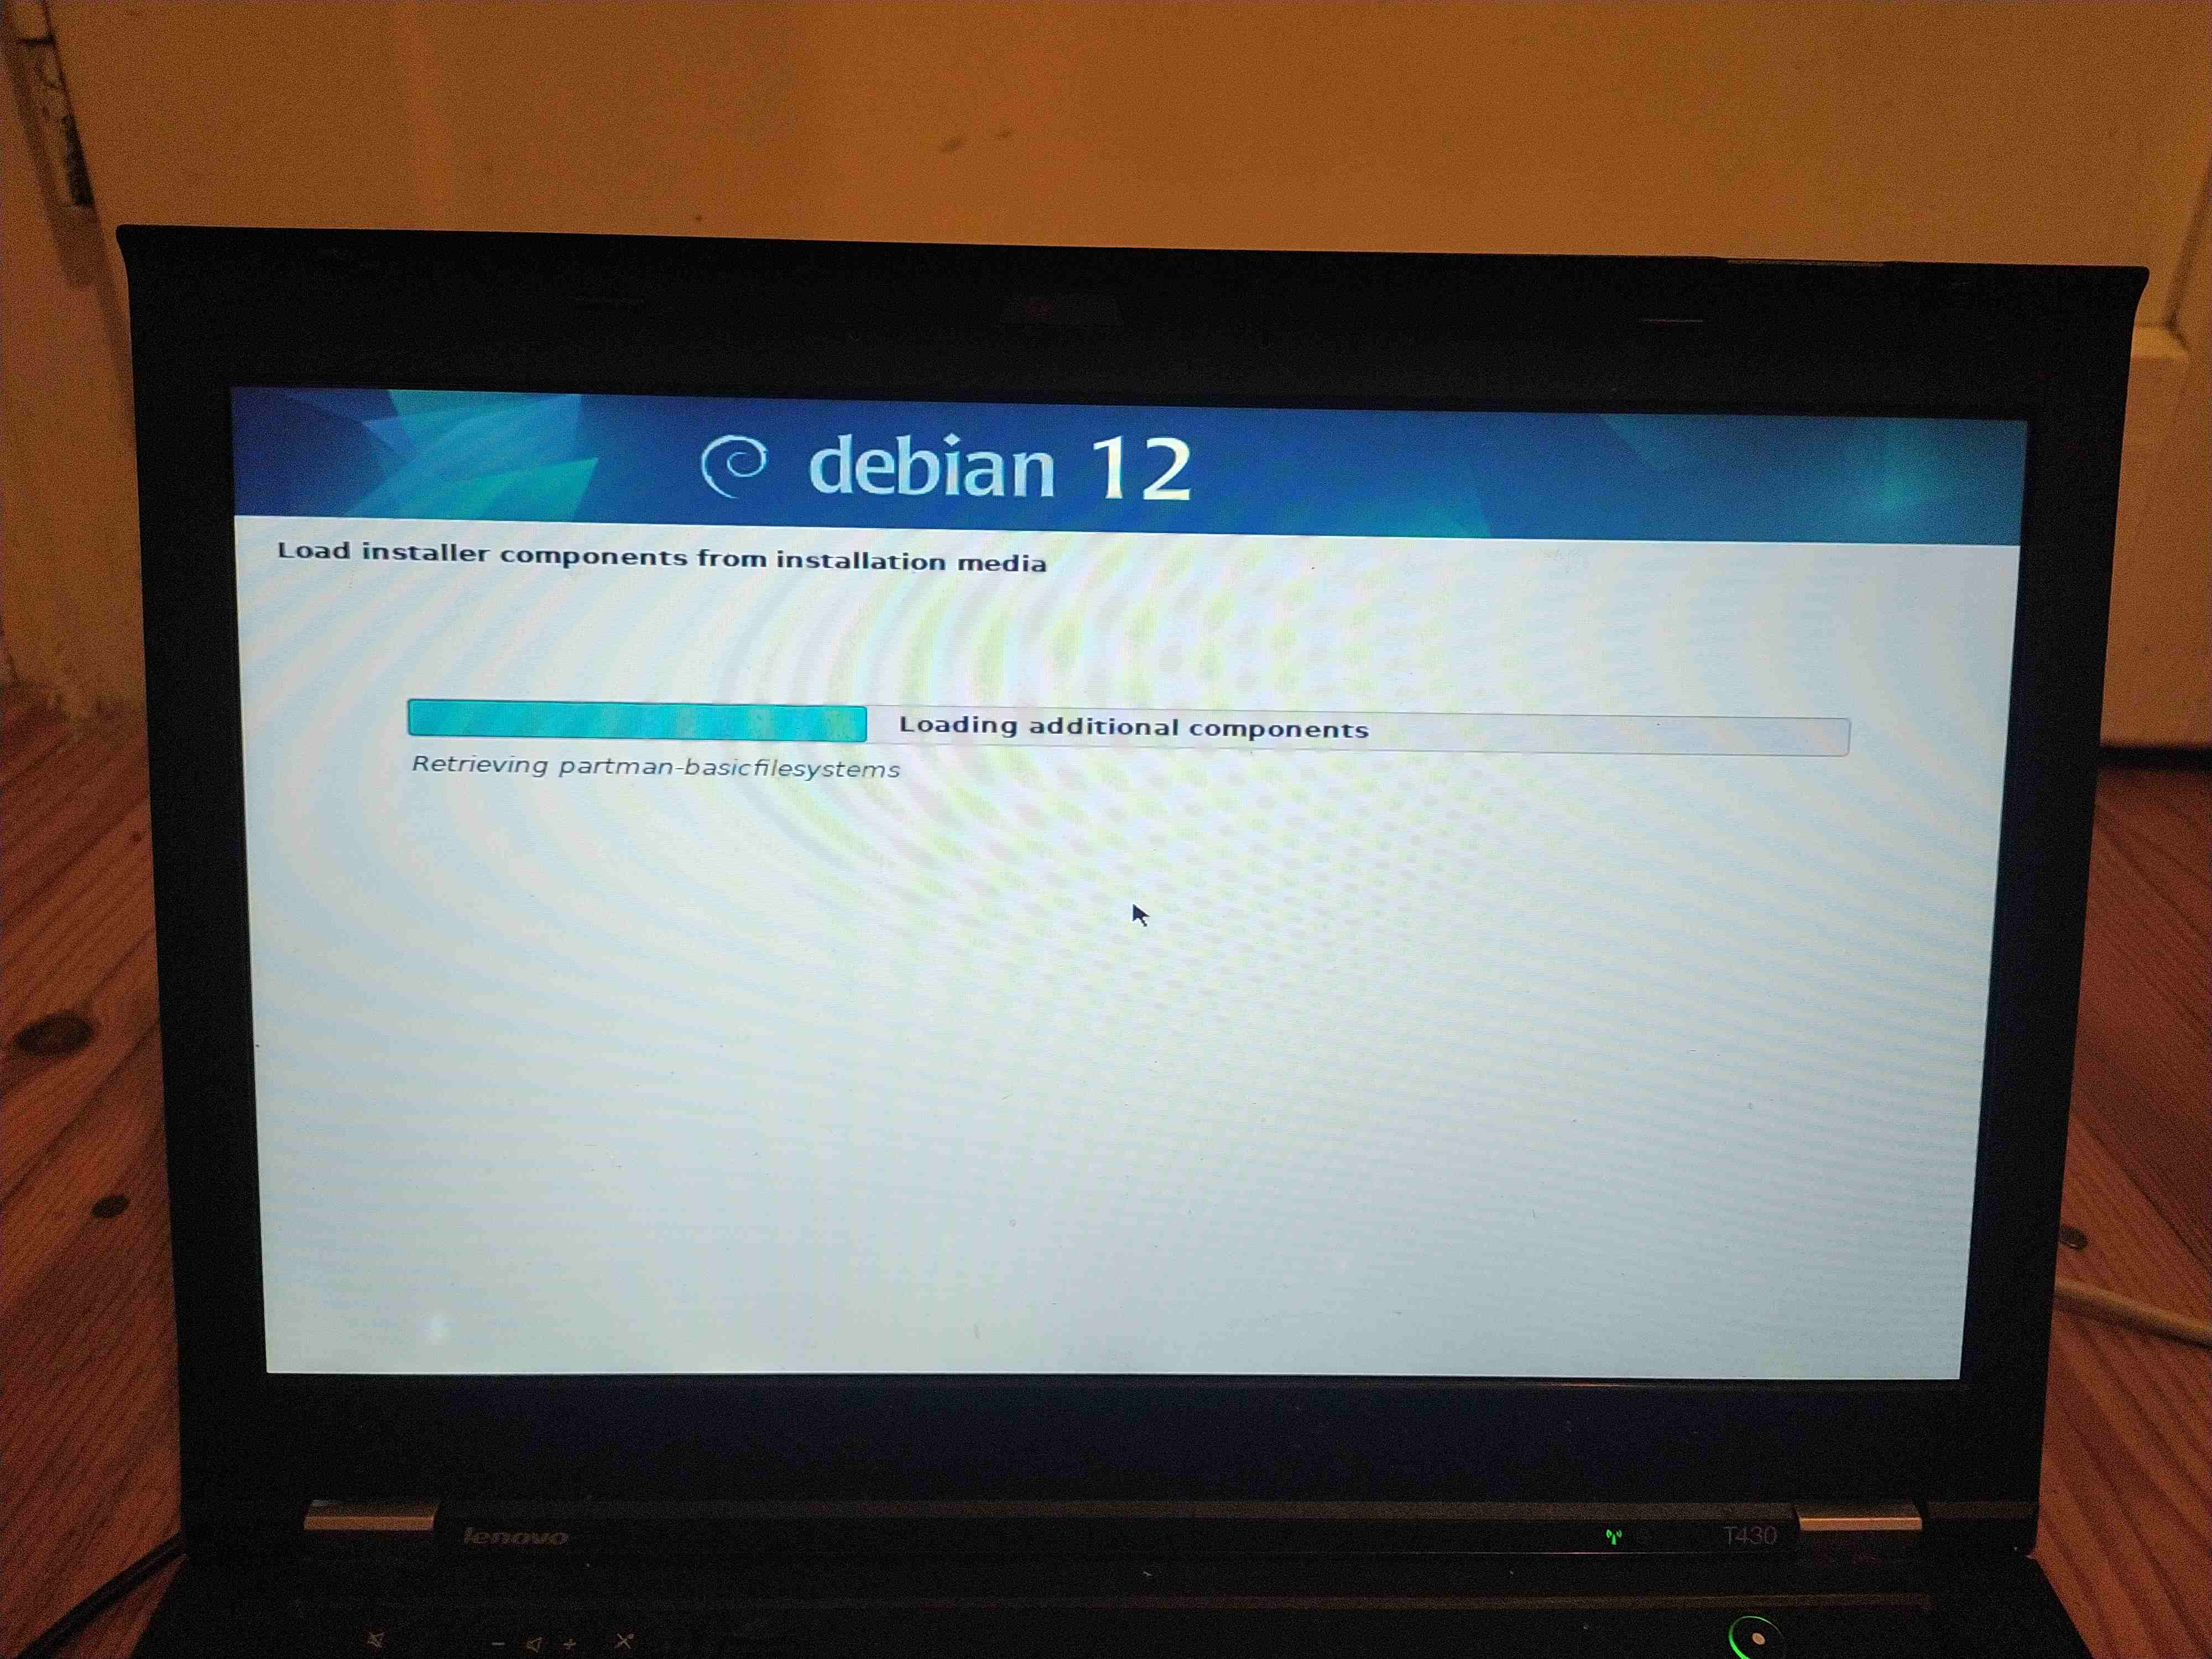 debian 12
Load installer components from installation media
Loading additional components
Retrieving partman-basicfilesystems
lenovo
T430